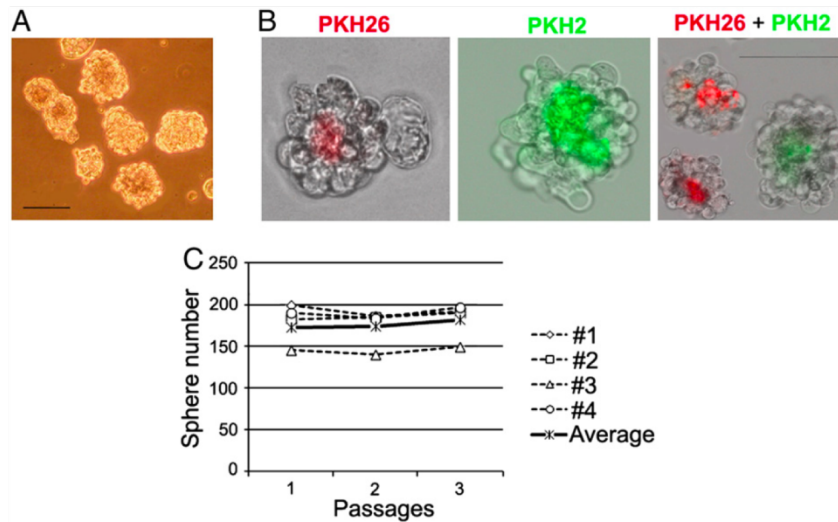 A
B
PKH26
PKH2
PKH26 + PKH2
C
250
200
150
100
50
0
Sphere number
1 2 3
Passages
#1
#2
#3
#4
Average